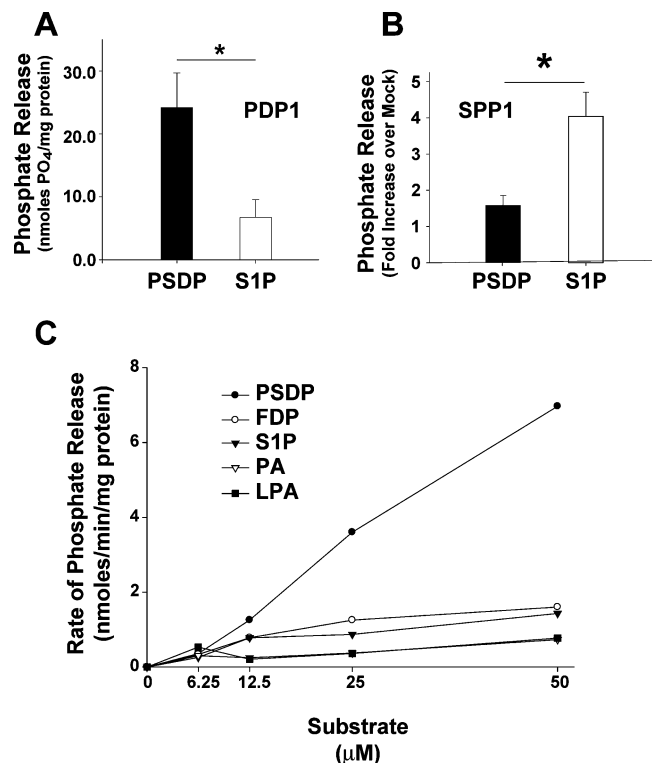 A
Phosphate Release
(nmoles PO4/mg protein)
30.0
20.0
10.0
0.0
*
PDP1
PSDP
S1P
B
Phosphate Release
(Fold Increase over Mock)
5
4
3
2
1
0
*
SPP1
PSDP
S1P
C
Rate of Phosphate Release
(nmoles/min/mg protein)
8
6
4
2
0
PSDP
FDP
S1P
PA
LPA
0
6.25
12.5
25
50
Substrate
(μM)